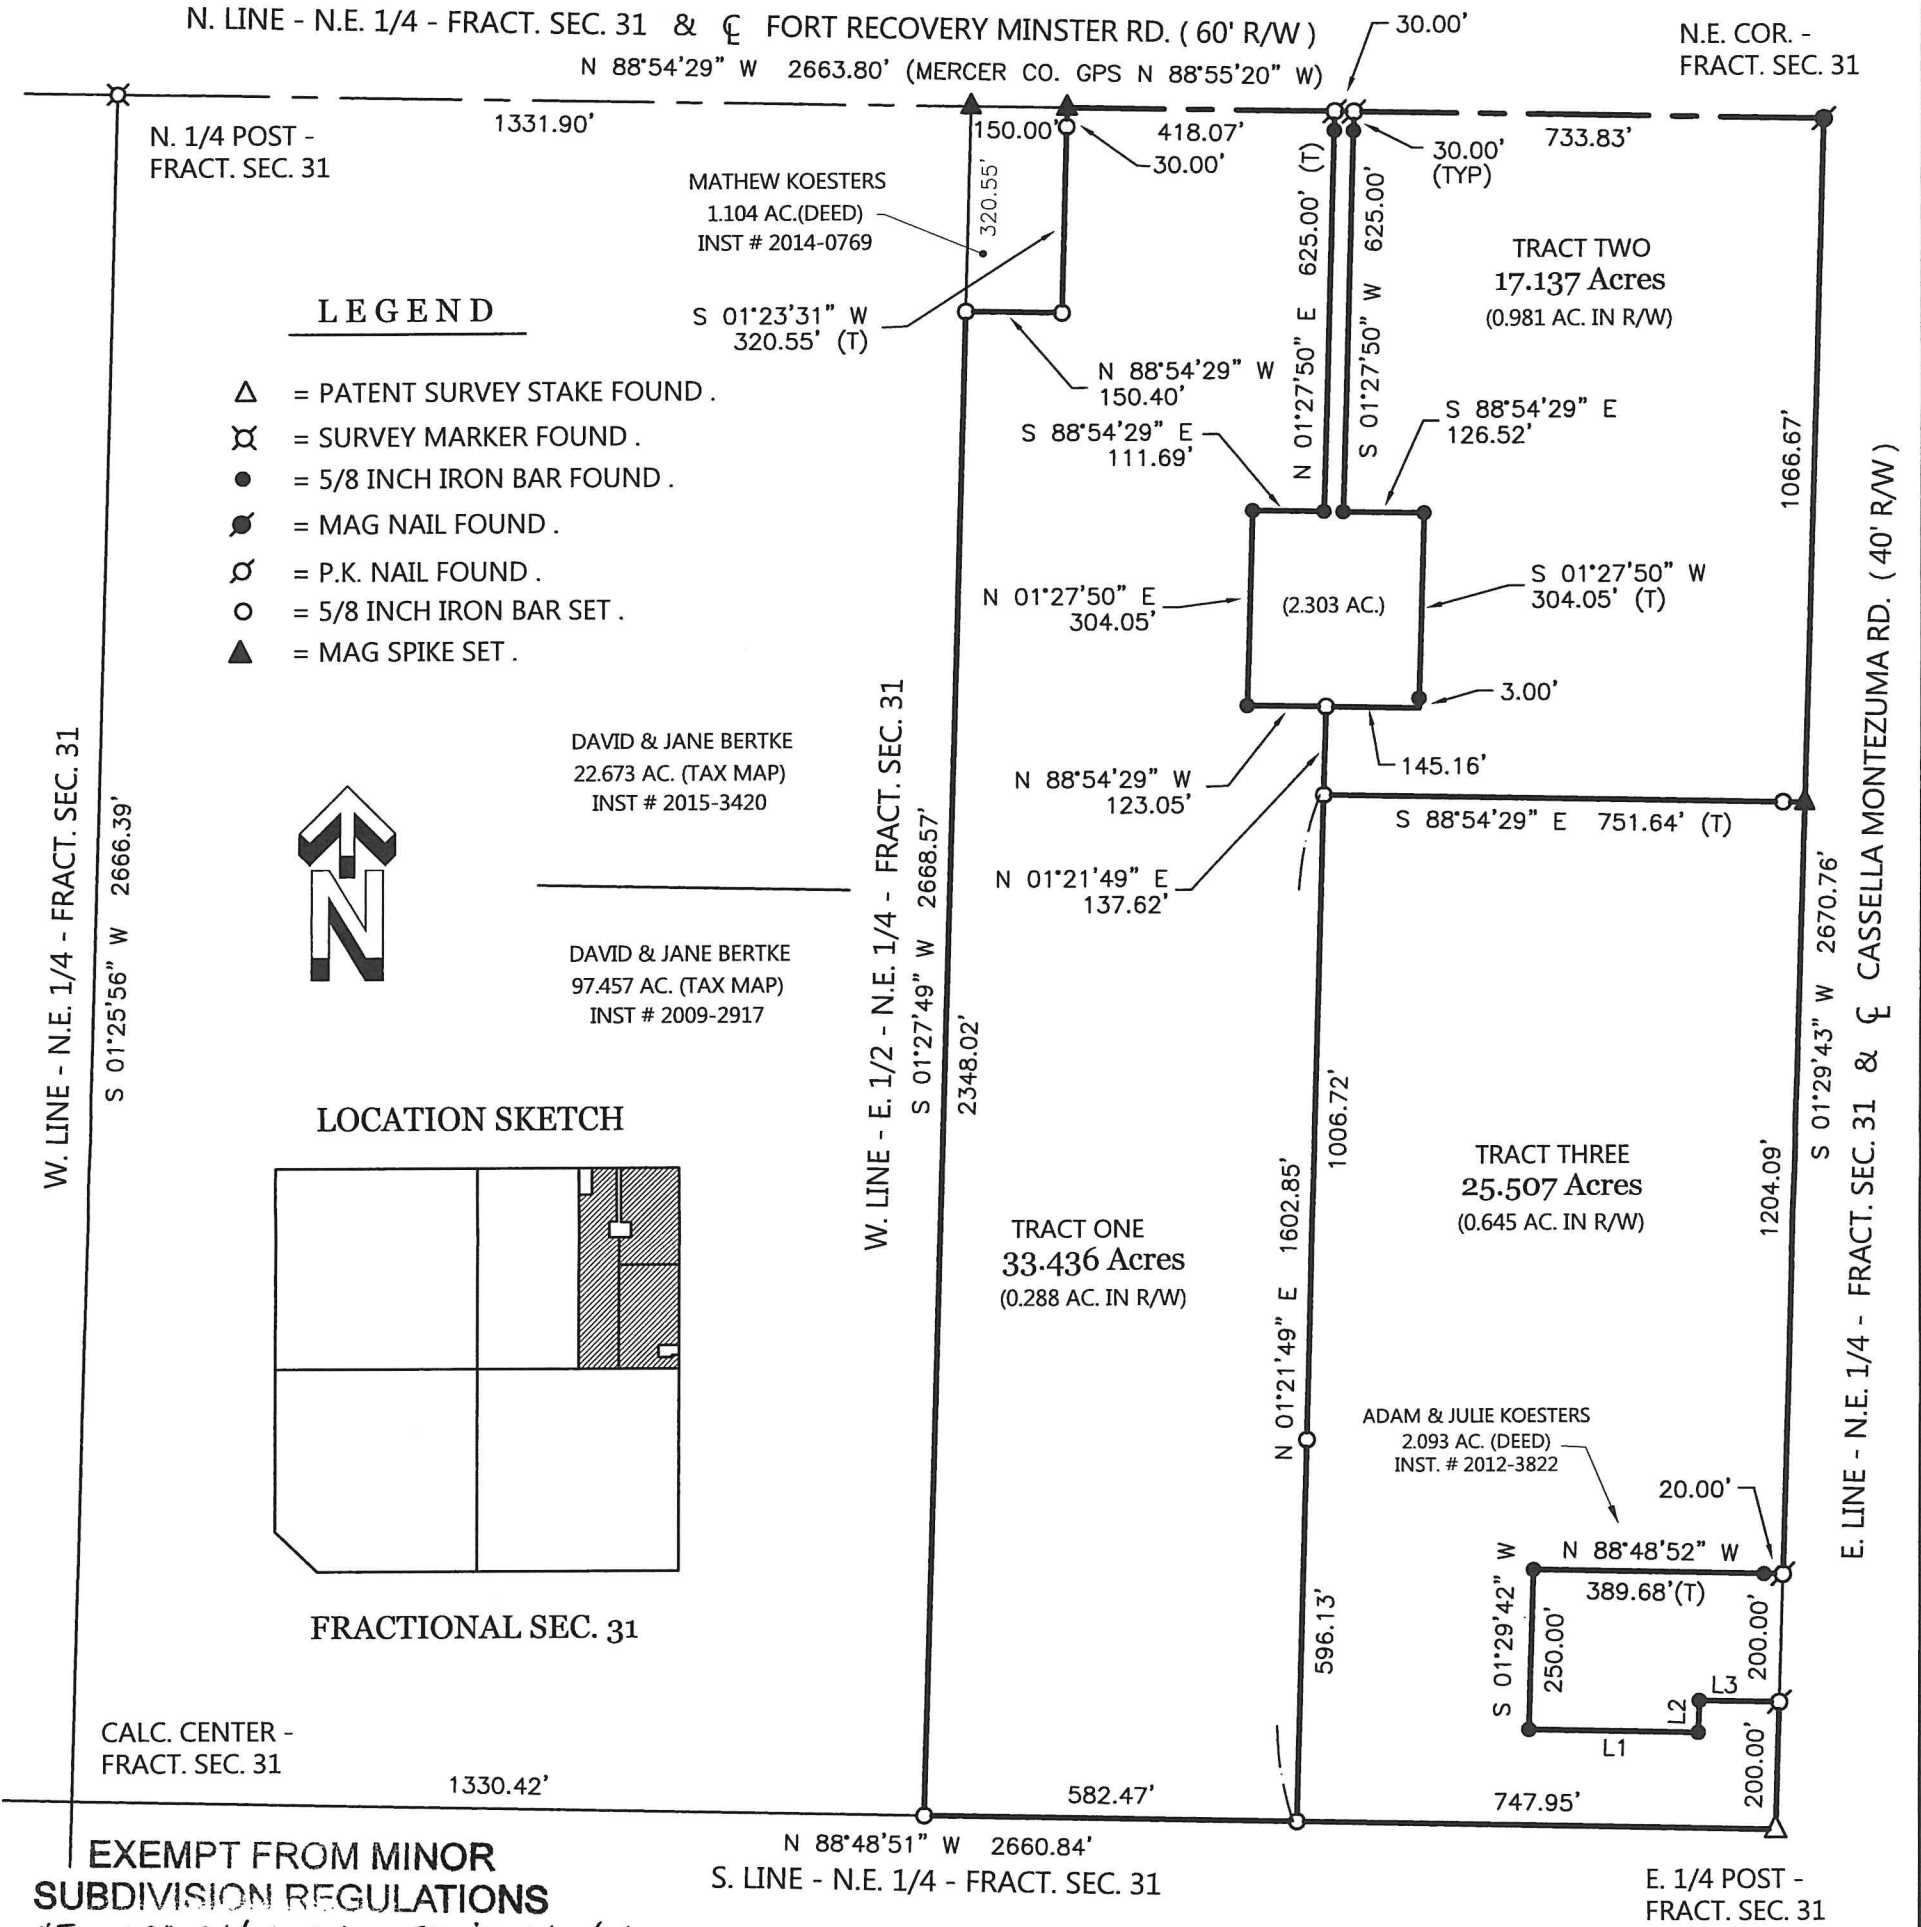 N. LINE - N.E. 1/4 - FRACT. SEC. 31 & ℄ FORT RECOVERY MINSTER RD. ( 60' R/W )
N 88°54'29" W 2663.80' (MERCER CO. GPS N 88°55'20" W)
30.00'
N.E. COR. -
FRACT. SEC. 31
N. 1/4 POST -
FRACT. SEC. 31
1331.90'
150.00'
418.07'
30.00'
30.00'
(TYP)
733.83'
MATHEW KOESTERS
1.104 AC.(DEED)
INST # 2014-0769
320.55'
S 01°23'31" W
320.55' (T)
N 88°54'29" W
150.40'
N 01°27'50" E 625.00' (T)
S 01°27'50" W 625.00'
TRACT TWO
17.137 Acres
(0.981 AC. IN R/W)
LEGEND
△ = PATENT SURVEY STAKE FOUND .
= SURVEY MARKER FOUND .
● = 5/8 INCH IRON BAR FOUND .
= MAG NAIL FOUND .
= P.K. NAIL FOUND .
○ = 5/8 INCH IRON BAR SET .
▲ = MAG SPIKE SET .
S 88°54'29" E
111.69'
S 88°54'29" E
126.52'
1066.67'
N 01°27'50" E
304.05'
(2.303 AC.)
S 01°27'50" W
304.05' (T)
3.00'
N 88°54'29" W
123.05'
145.16'
S 88°54'29" E 751.64' (T)
N 01°21'49" E
137.62'
DAVID & JANE BERTKE
22.673 AC. (TAX MAP)
INST # 2015-3420
DAVID & JANE BERTKE
97.457 AC. (TAX MAP)
INST # 2009-2917
N
W. LINE - N.E. 1/4 - FRACT. SEC. 31
S 01°25'56" W 2666.39'
W. LINE - E. 1/2 - N.E. 1/4 - FRACT. SEC. 31
S 01°27'49" W 2668.57'
2348.02'
N 01°21'49" E 1602.85'
1006.72'
596.13'
S 01°29'43" W 2670.76'
1204.09'
E. LINE - N.E. 1/4 - FRACT. SEC. 31 & ℄ CASSELLA MONTEZUMA RD. ( 40' R/W )
LOCATION SKETCH
FRACTIONAL SEC. 31
TRACT ONE
33.436 Acres
(0.288 AC. IN R/W)
TRACT THREE
25.507 Acres
(0.645 AC. IN R/W)
ADAM & JULIE KOESTERS
2.093 AC. (DEED)
INST. # 2012-3822
20.00'
N 88°48'52" W
389.68'(T)
S 01°29'42" W
250.00'
200.00'
L3
L2
L1
200.00'
CALC. CENTER -
FRACT. SEC. 31
1330.42'
582.47'
747.95'
N 88°48'51" W 2660.84'
S. LINE - N.E. 1/4 - FRACT. SEC. 31
E. 1/4 POST -
FRACT. SEC. 31
EXEMPT FROM MINOR
SUBDIVISION REGULATIONS